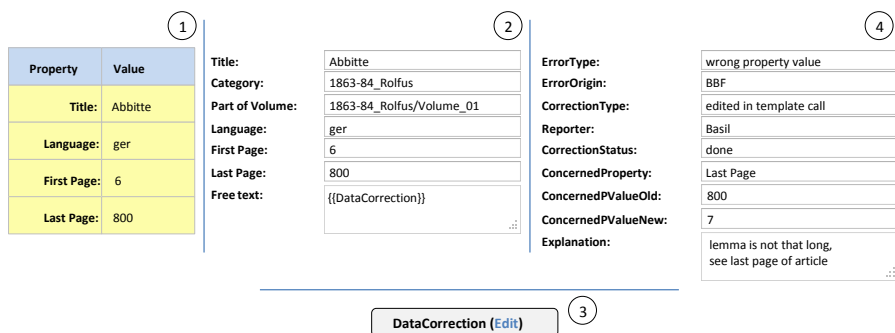 1
Property Value
Title: Abbitte
Language: ger
First Page: 6
Last Page: 800
2
Title: Abbitte
Category: 1863-84_Rolfus
Part of Volume: 1863-84_Rolfus/Volume_01
Language: ger
First Page: 6
Last Page: 800
Free text: {{DataCorrection}}
4
ErrorType: wrong property value
ErrorOrigin: BBF
CorrectionType: edited in template call
Reporter: Basil
CorrectionStatus: done
ConcernedProperty: Last Page
ConcernedPValueOld: 800
ConcernedPValueNew: 7
Explanation: lemma is not that long,
see last page of article
3
DataCorrection (Edit)